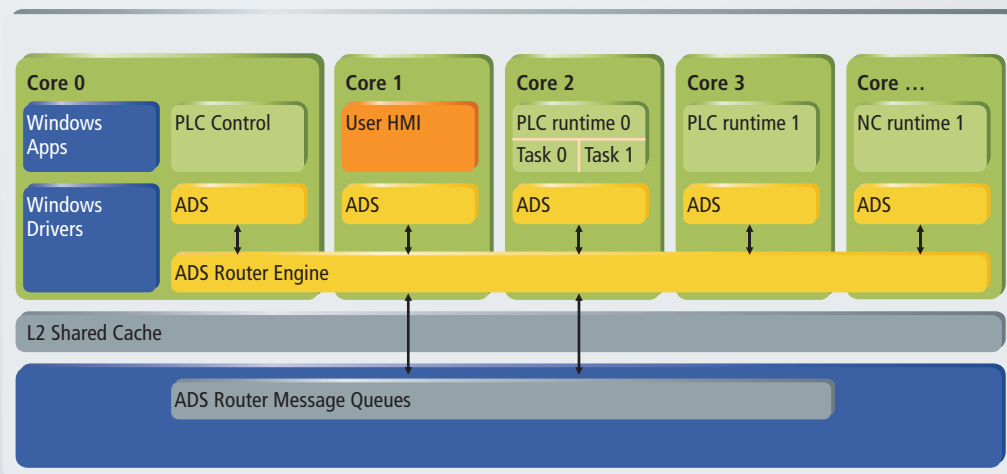 Core 0
Windows
Apps
PLC Control
Windows
Drivers
ADS
Core 1
User HMI
ADS
Core 2
PLC runtime 0
Task 0
Task 1
ADS
Core 3
PLC runtime 1
ADS
Core ...
NC runtime 1
ADS
ADS Router Engine
L2 Shared Cache
ADS Router Message Queues